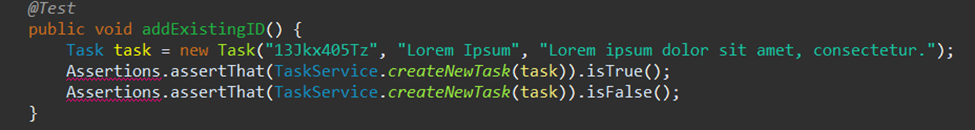 @Test
public void addExistingID() {
Task task = new Task("13Jkx405Tz", "Lorem Ipsum", "Lorem ipsum dolor sit amet, consectetur.");
Assertions.assertThat(TaskService.createNewTask(task)).isTrue();
Assertions.assertThat(TaskService.createNewTask(task)).isFalse();
}